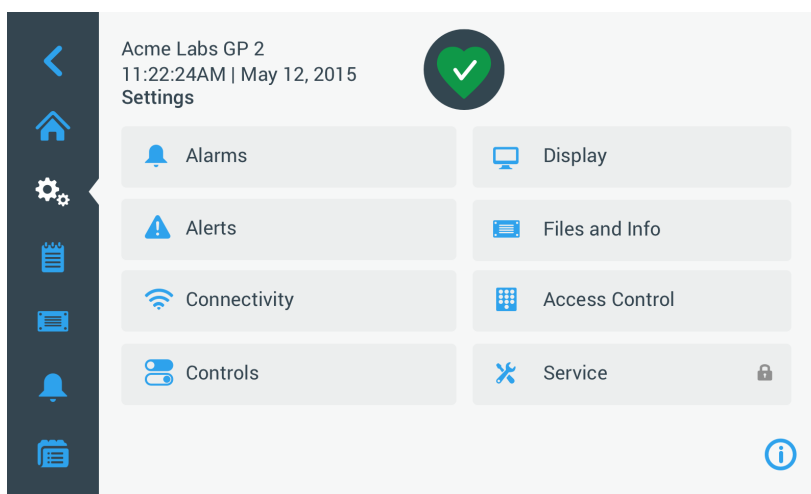 Acme Labs GP 2
11:22:24AM | May 12, 2015
Settings
Alarms
Display
Alerts
Files and Info
Connectivity
Access Control
Controls
Service